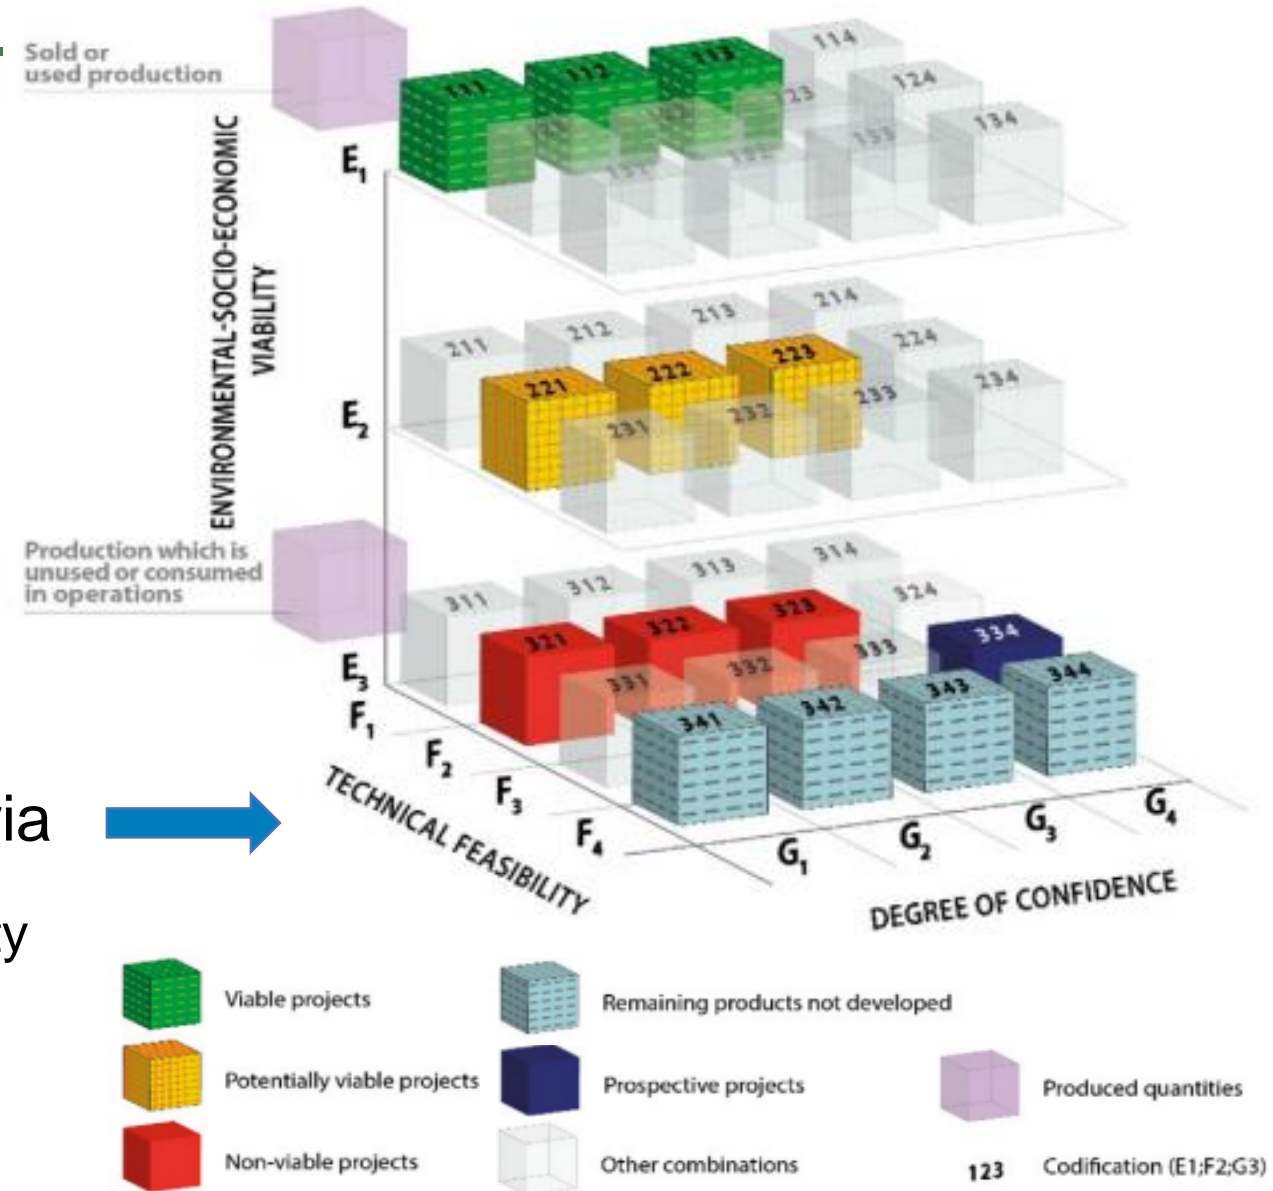 Sold or
used production
ENVIRONMENTAL-SOCIO-ECONOMIC
VIABILITY
E1
111
112
113
114
123
124
132
133
134
E2
211
212
213
214
221
222
223
224
231
232
233
234
Production which is
unused or consumed
in operations
E3
311
312
313
314
321
322
323
324
331
332
333
334
341
342
343
344
F1
F2
F3
F4
TECHNICAL FEASIBILITY
G1
G2
G3
G4
DEGREE OF CONFIDENCE
Viable projects
Remaining products not developed
Potentially viable projects
Prospective projects
Produced quantities
Non-viable projects
Other combinations
123
Codification (E1;F2;G3)